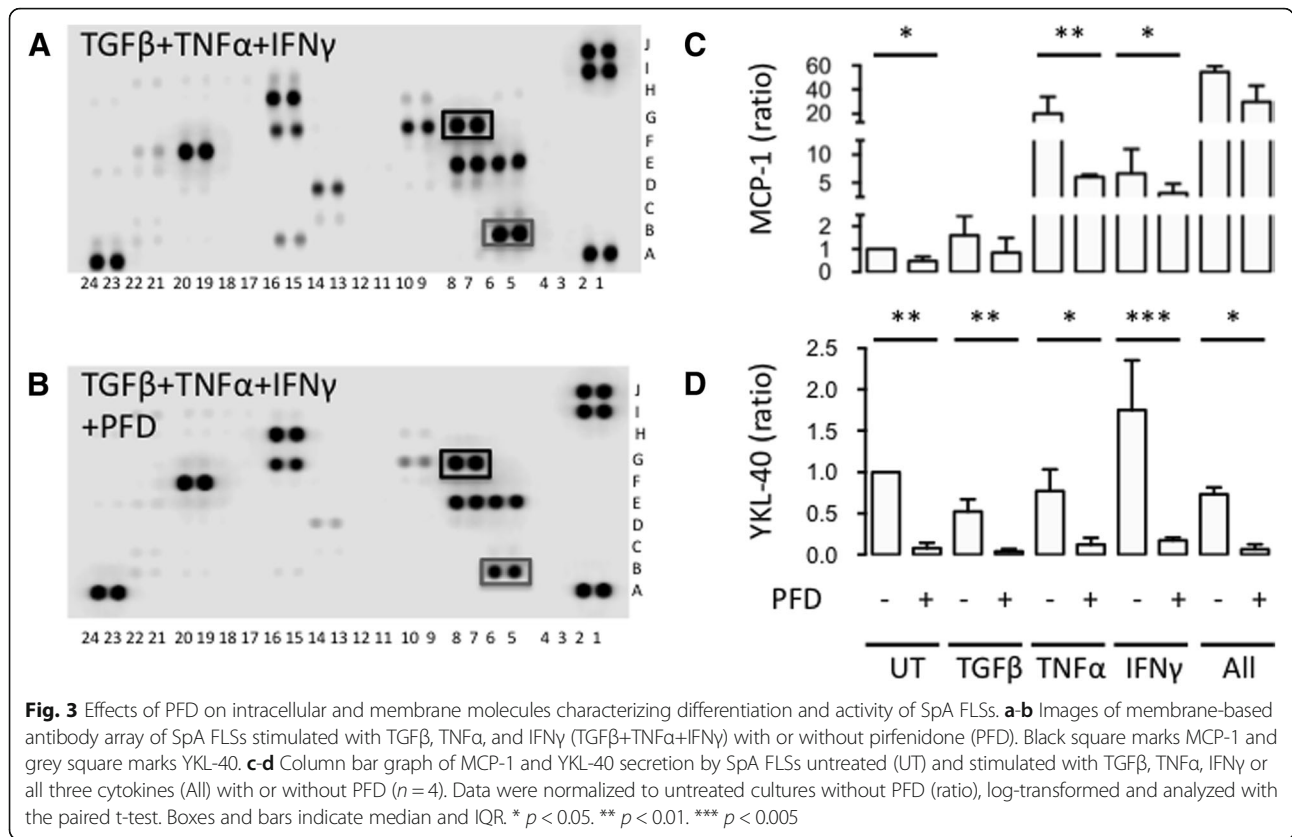 A
TGFβ+TNFα+IFNγ
J
I
H
G
F
E
D
C
B
A
24 23 22 21 20 19 18 17 16 15 14 13 12 11 10 9 8 7 6 5 4 3 2 1
B
TGFβ+TNFα+IFNγ
+PFD
J
I
H
G
F
E
D
C
B
A
24 23 22 21 20 19 18 17 16 15 14 13 12 11 10 9 8 7 6 5 4 3 2 1
C
* ** *
MCP-1 (ratio)
60
40
20
10
5
2
1
0
D
** ** * *** *
YKL-40 (ratio)
2.5
2.0
1.5
1.0
0.5
0.0
PFD - + - + - + - + - +
UT TGFβ TNFα IFNγ All
Fig. 3 Effects of PFD on intracellular and membrane molecules characterizing differentiation and activity of SpA FLSs. a-b Images of membrane-based
antibody array of SpA FLSs stimulated with TGFβ, TNFα, and IFNγ (TGFβ+TNFα+IFNγ) with or without pirfenidone (PFD). Black square marks MCP-1 and
grey square marks YKL-40. c-d Column bar graph of MCP-1 and YKL-40 secretion by SpA FLSs untreated (UT) and stimulated with TGFβ, TNFα, IFNγ or
all three cytokines (All) with or without PFD (n = 4). Data were normalized to untreated cultures without PFD (ratio), log-transformed and analyzed with
the paired t-test. Boxes and bars indicate median and IQR. * p < 0.05. ** p < 0.01. *** p < 0.005